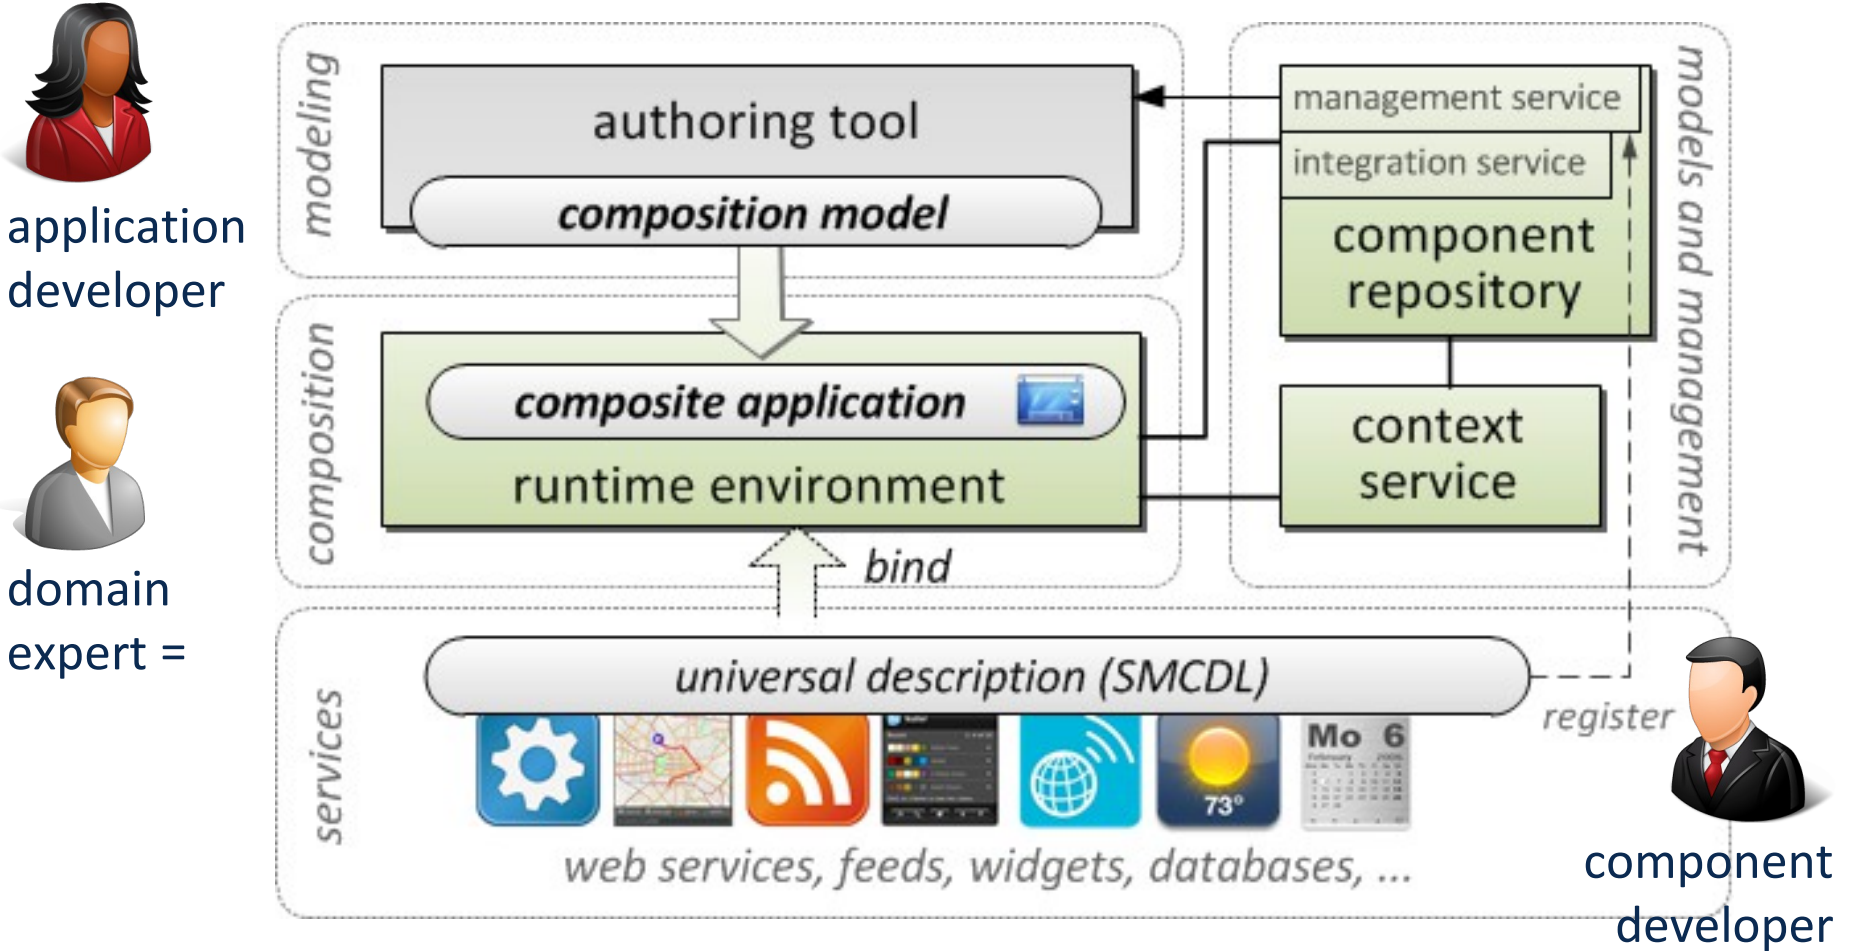 application
developer
domain
expert =
modeling
authoring tool
composition model
composition
composite application
runtime environment
bind
management service
integration service
component
repository
context
service
models and management
services
universal description (SMCDL)
register
73°
Mo 6
February
web services, feeds, widgets, databases, ...
component
developer